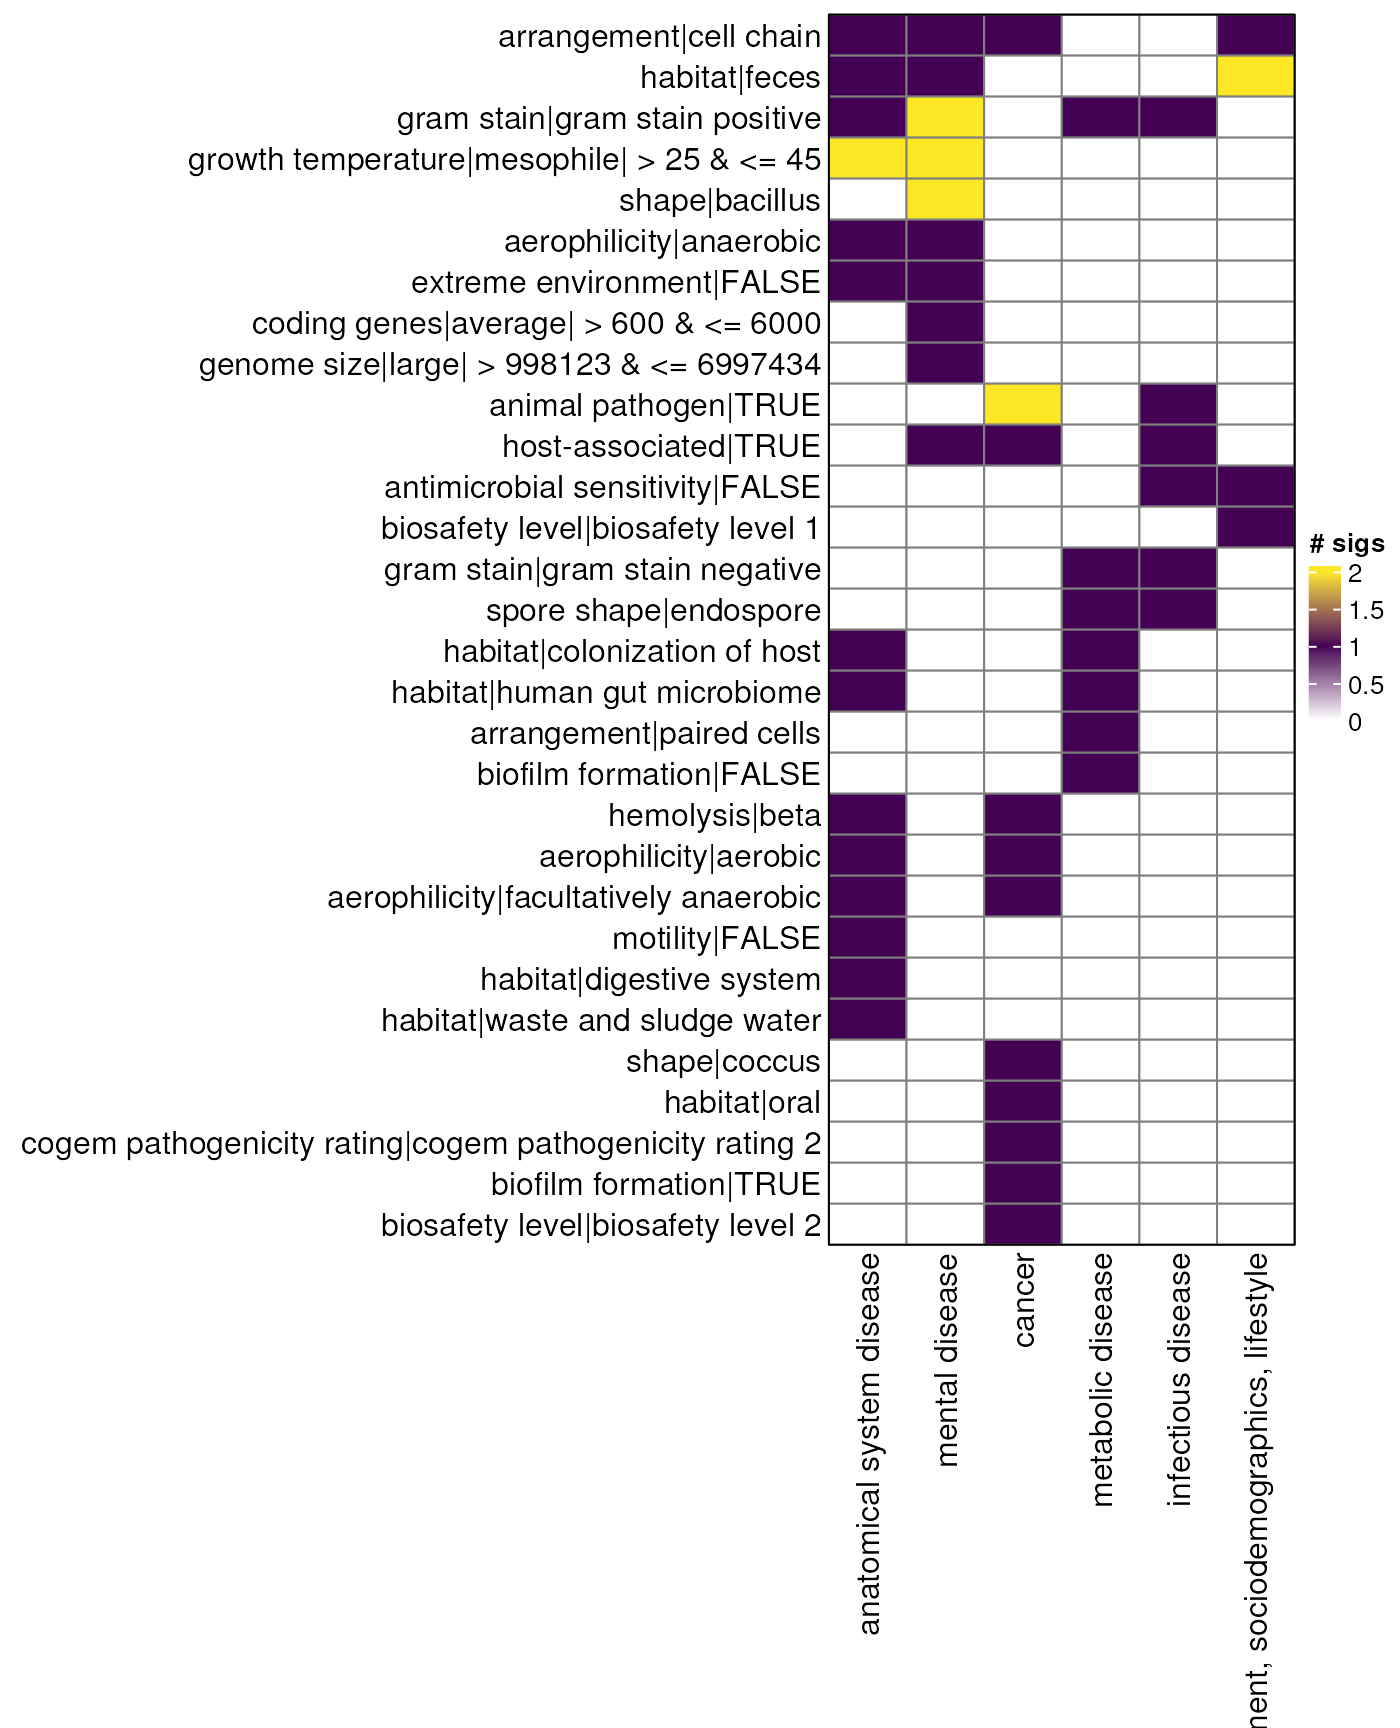 arrangement|cell chain
habitat|feces
gram stain|gram stain positive
growth temperature|mesophile| > 25 & <= 45
shape|bacillus
aerophilicity|anaerobic
extreme environment|FALSE
coding genes|average| > 600 & <= 6000
genome size|large| > 998123 & <= 6997434
animal pathogen|TRUE
host-associated|TRUE
antimicrobial sensitivity|FALSE
biosafety level|biosafety level 1
gram stain|gram stain negative
spore shape|endospore
habitat|colonization of host
habitat|human gut microbiome
arrangement|paired cells
biofilm formation|FALSE
hemolysis|beta
aerophilicity|aerobic
aerophilicity|facultatively anaerobic
motility|FALSE
habitat|digestive system
habitat|waste and sludge water
shape|coccus
habitat|oral
cogem pathogenicity rating|cogem pathogenicity rating 2
biofilm formation|TRUE
biosafety level|biosafety level 2
# sigs
2
1.5
1
0.5
0
anatomical system disease
mental disease
cancer
metabolic disease
infectious disease
ment, sociodemographics, lifestyle